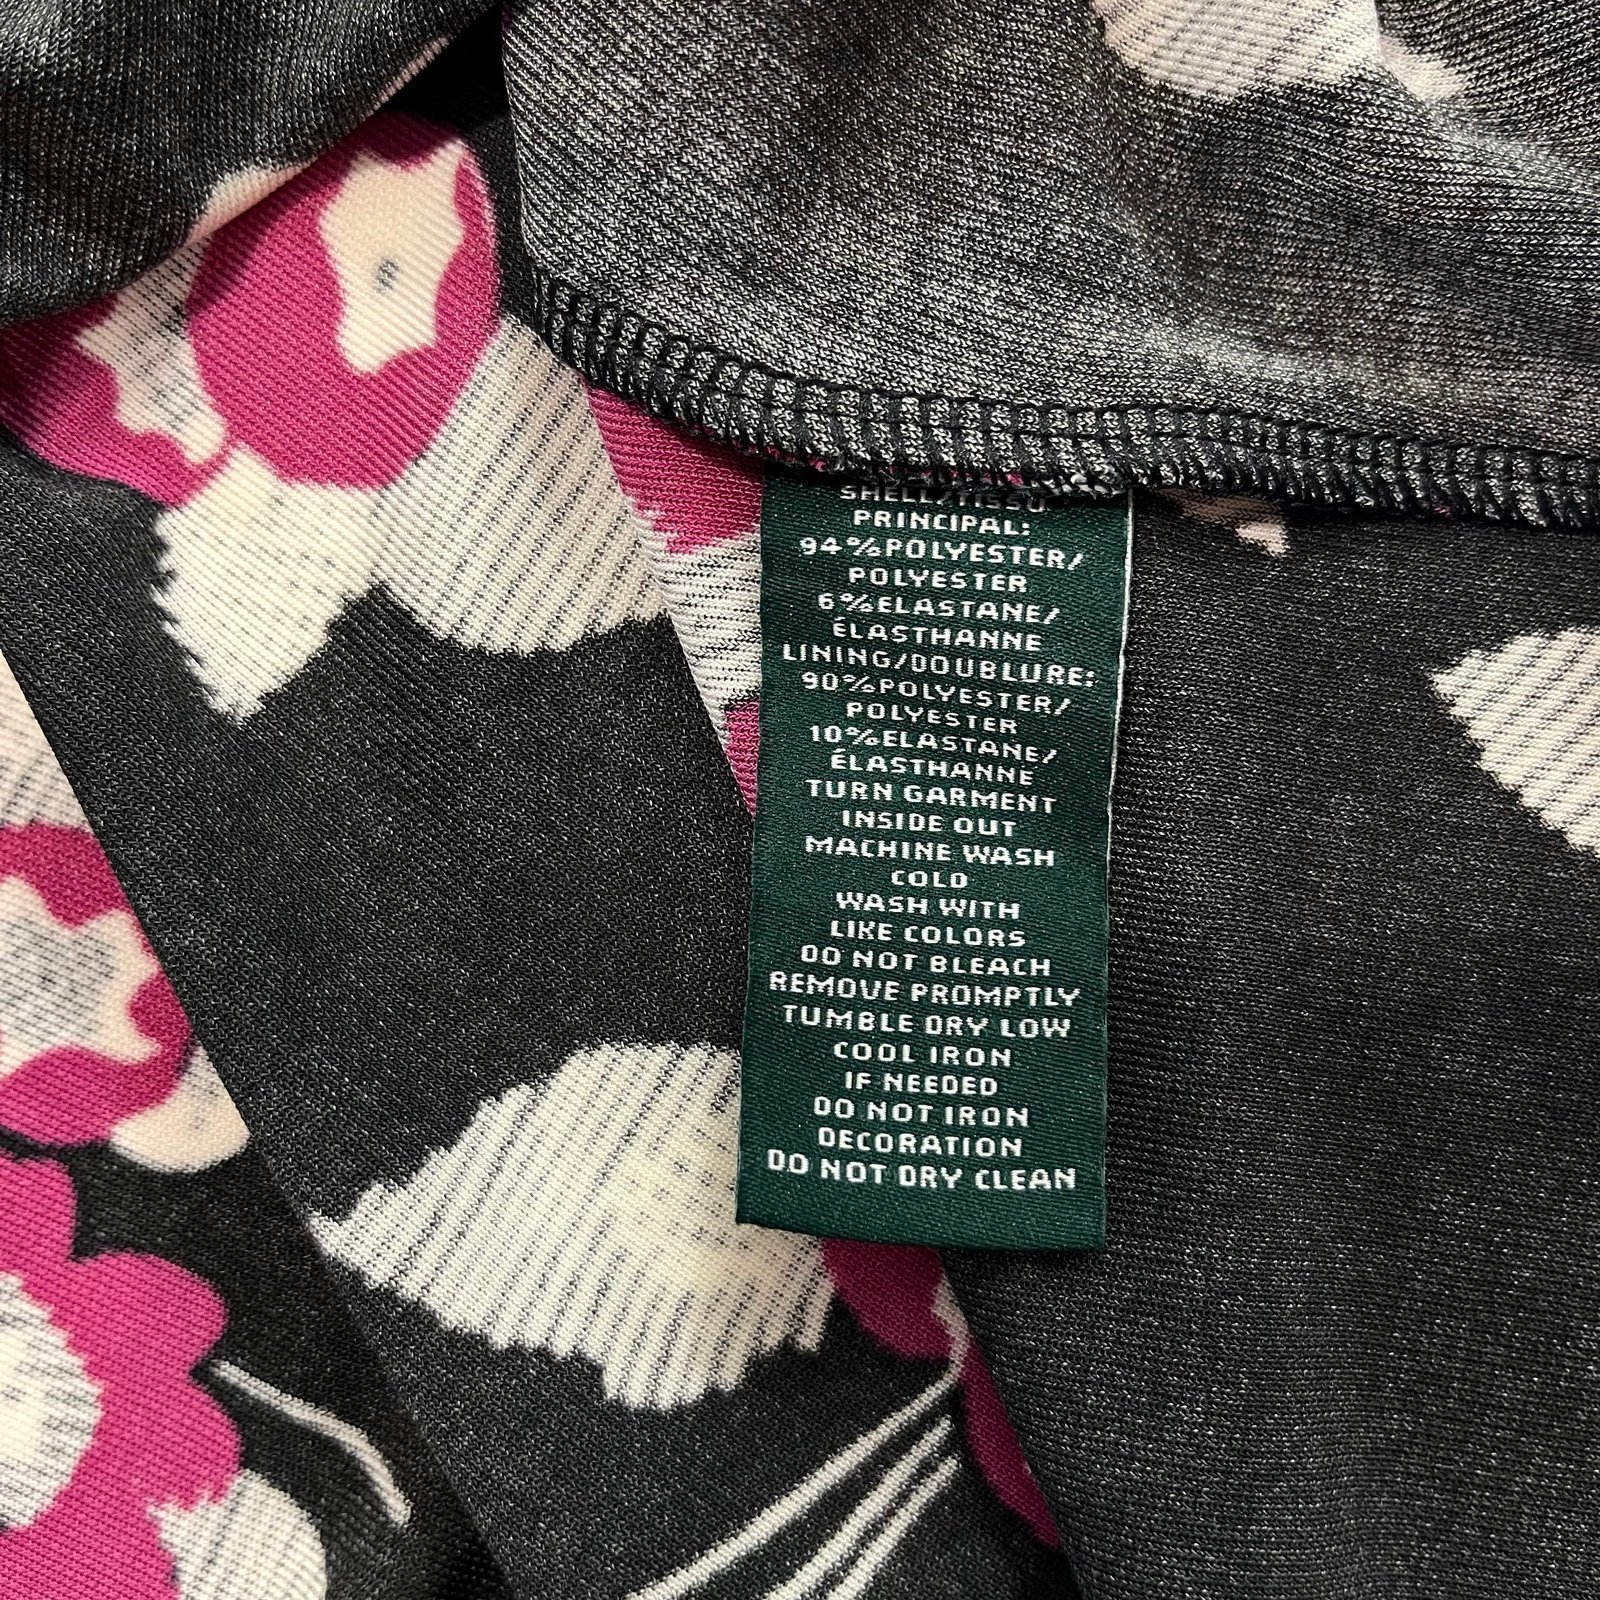 SHELL/TISSU
PRINCIPAL:
94%POLYESTER/
POLYESTER
6%ELASTANE/
ÉLASTHANNE
LINING/DOUBLURE:
90%POLYESTER/
POLYESTER
10%ELASTANE/
ÉLASTHANNE
TURN GARMENT
INSIDE OUT
MACHINE WASH
COLD
WASH WITH
LIKE COLORS
DO NOT BLEACH
REMOVE PROMPTLY
TUMBLE DRY LOW
COOL IRON
IF NEEDED
DO NOT IRON
DECORATION
DO NOT DRY CLEAN